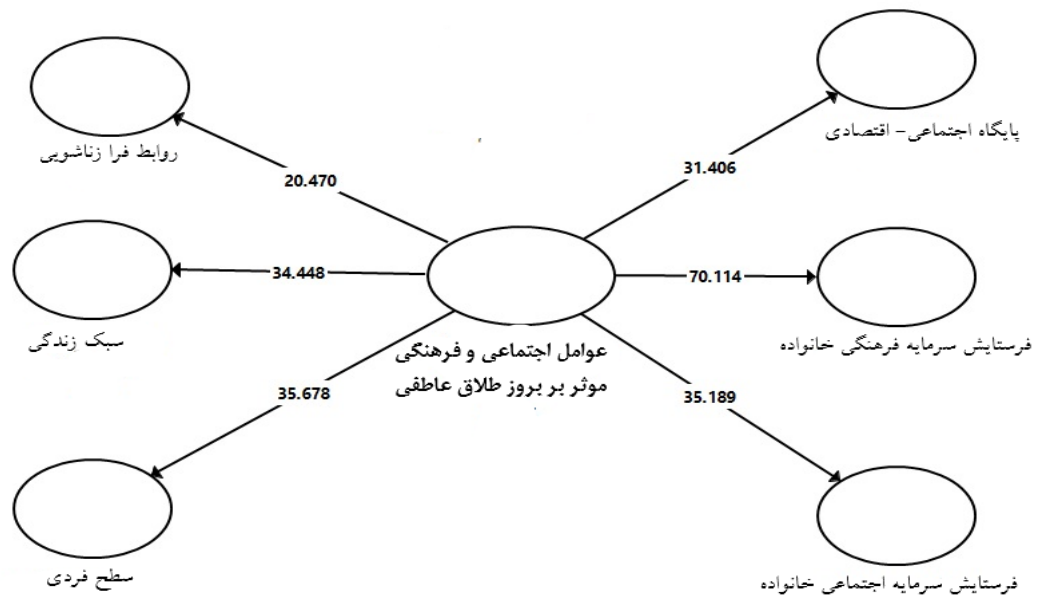 پایگاه اجتماعی- اقتصادی
روابط فرا زناشویی
31.406
20.470
34.448
70.114
سبک زندگی
فرستایش سرمایه فرهنگی خانواده
عوامل اجتماعی و فرهنگی
موثر بر بروز طلاق عاطفی
35.678
35.189
سطح فردی
فرستایش سرمایه اجتماعی خانواده